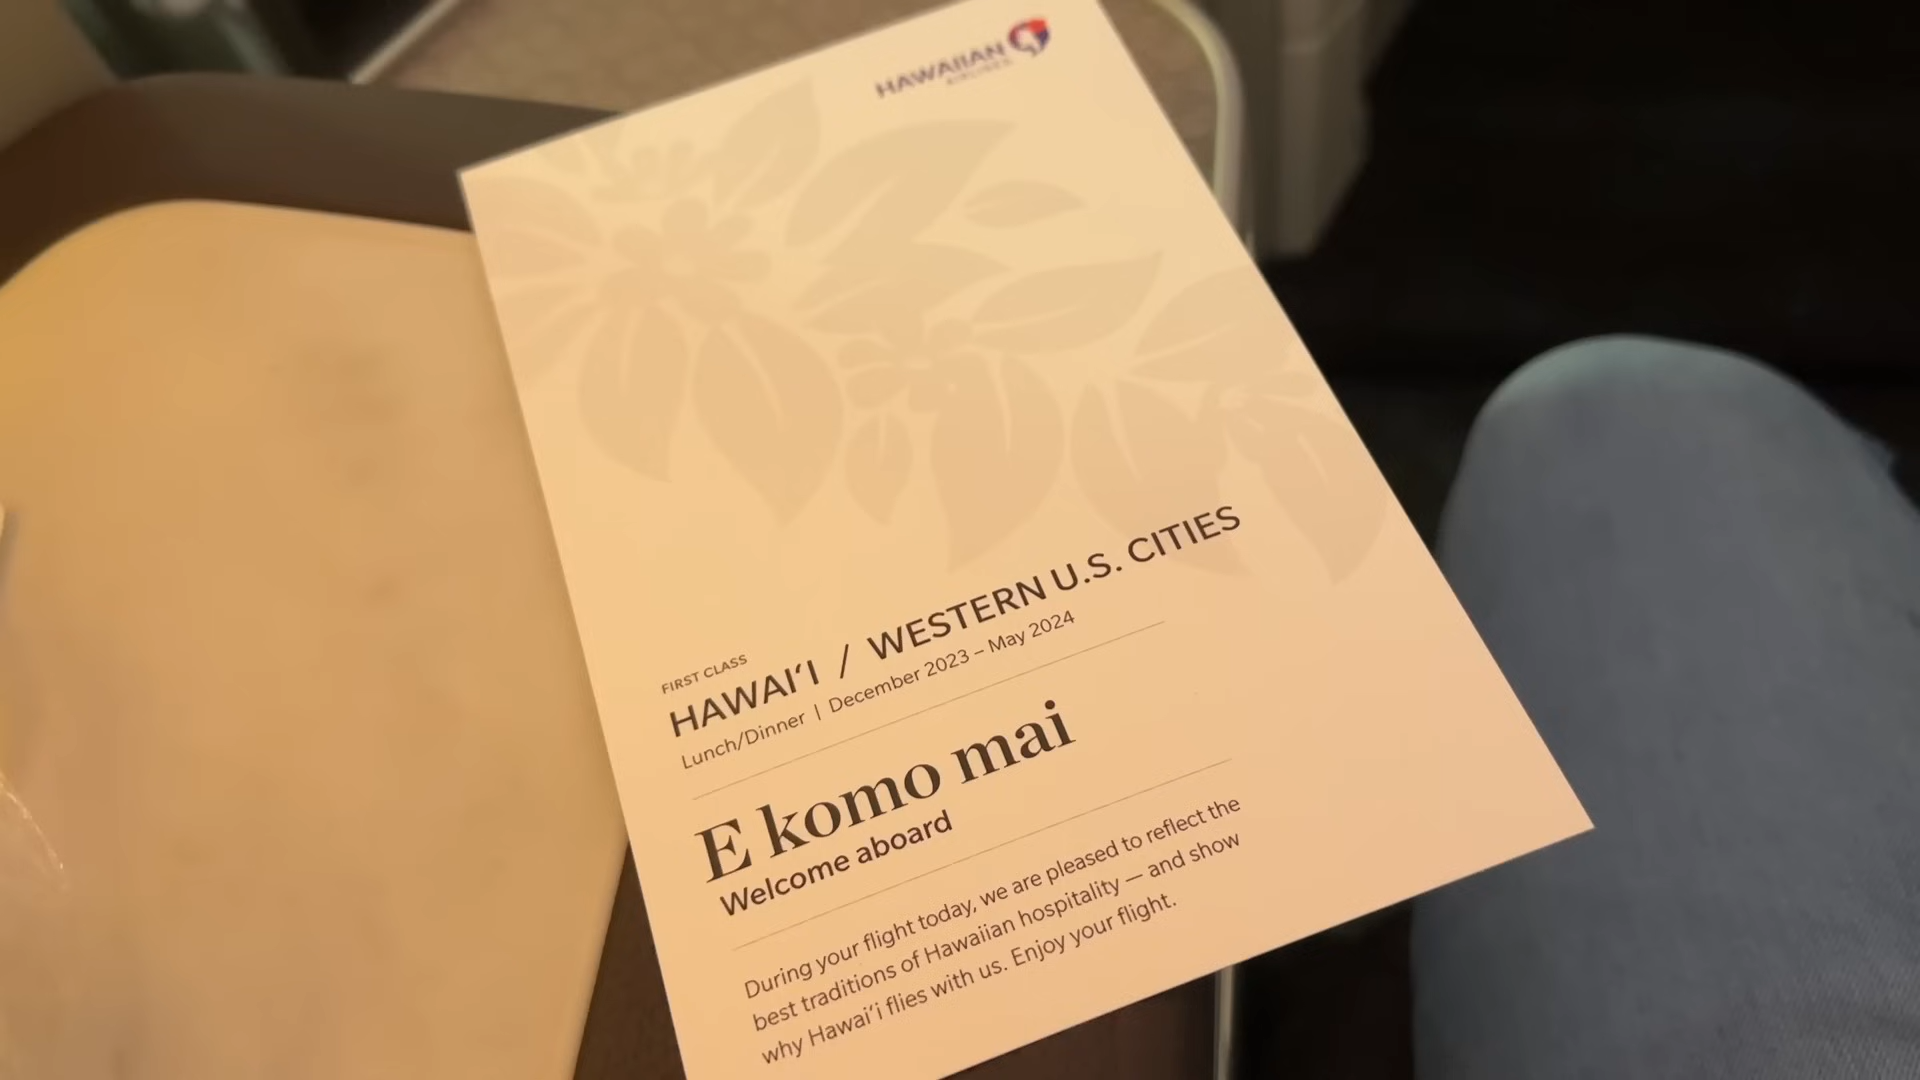 HAWAIIAN
AIRLINES
FIRST CLASS
HAWAIʻI / WESTERN U.S. CITIES
Lunch/Dinner | December 2023 – May 2024
E komo mai
Welcome aboard
During your flight today, we are pleased to reflect the
best traditions of Hawaiian hospitality — and show
why Hawaiʻi flies with us. Enjoy your flight.